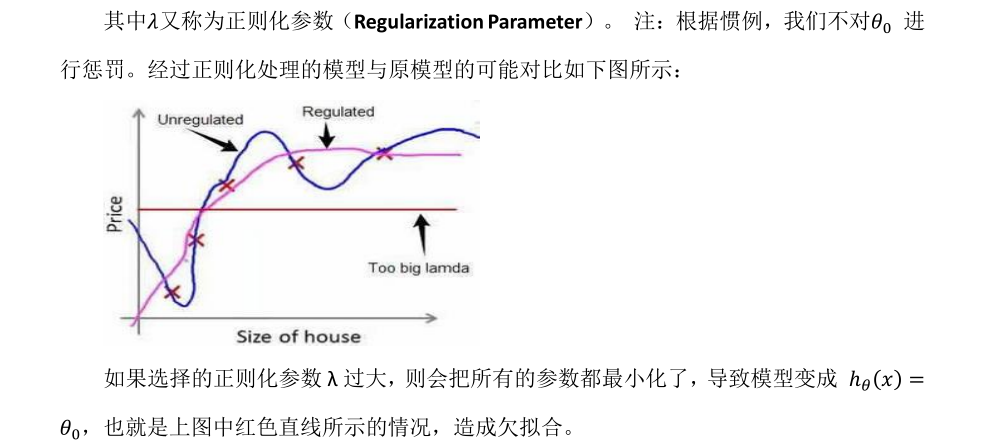 其中λ又称为正则化参数（Regularization Parameter）。 注：根据惯例，我们不对θ₀ 进
行惩罚。经过正则化处理的模型与原模型的可能对比如下图所示：
Unregulated
Regulated
Price
Too big lamda
Size of house
如果选择的正则化参数 λ 过大，则会把所有的参数都最小化了，导致模型变成 hθ(x) =
θ₀，也就是上图中红色直线所示的情况，造成欠拟合。